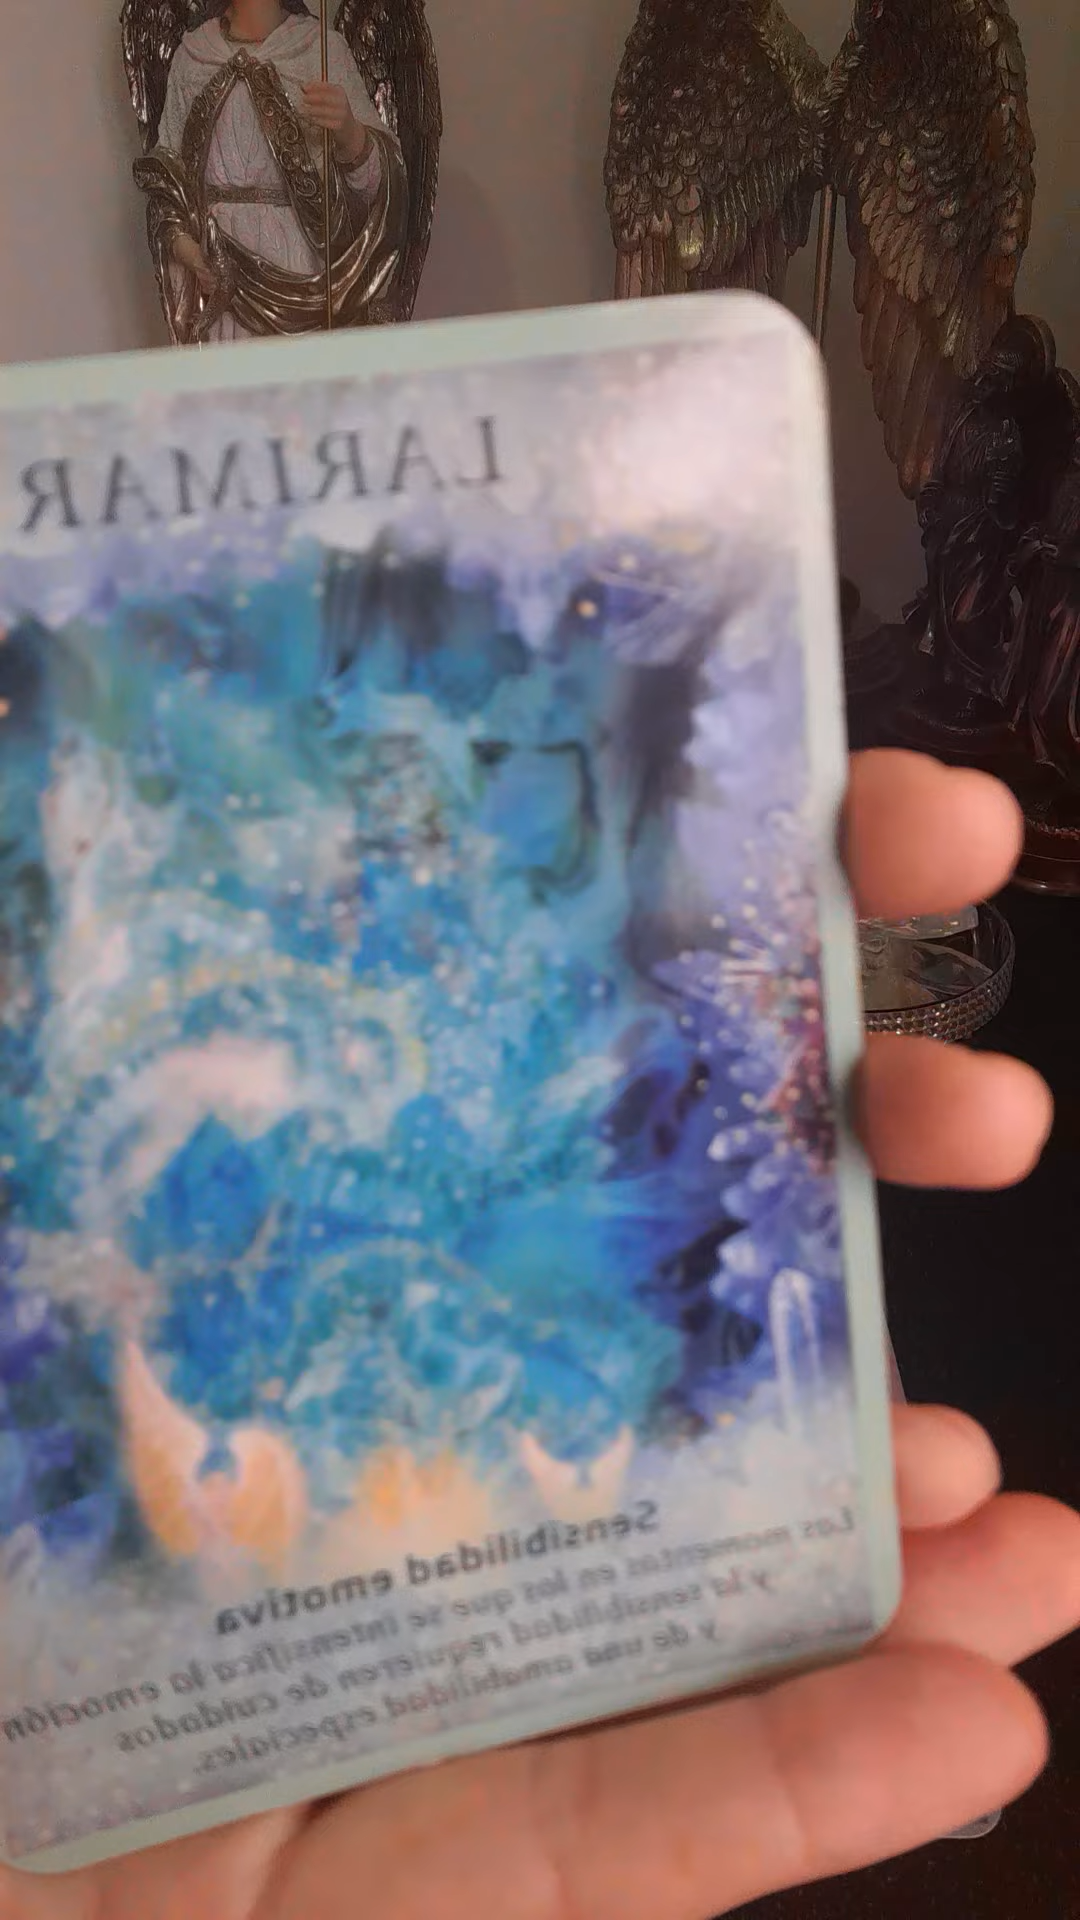 LARIMAR
Sensibilidad emotiva
Los momentos en los que se intensifica la emoción
y la sensibilidad requieren de cuidados
y de una amabilidad especiales.